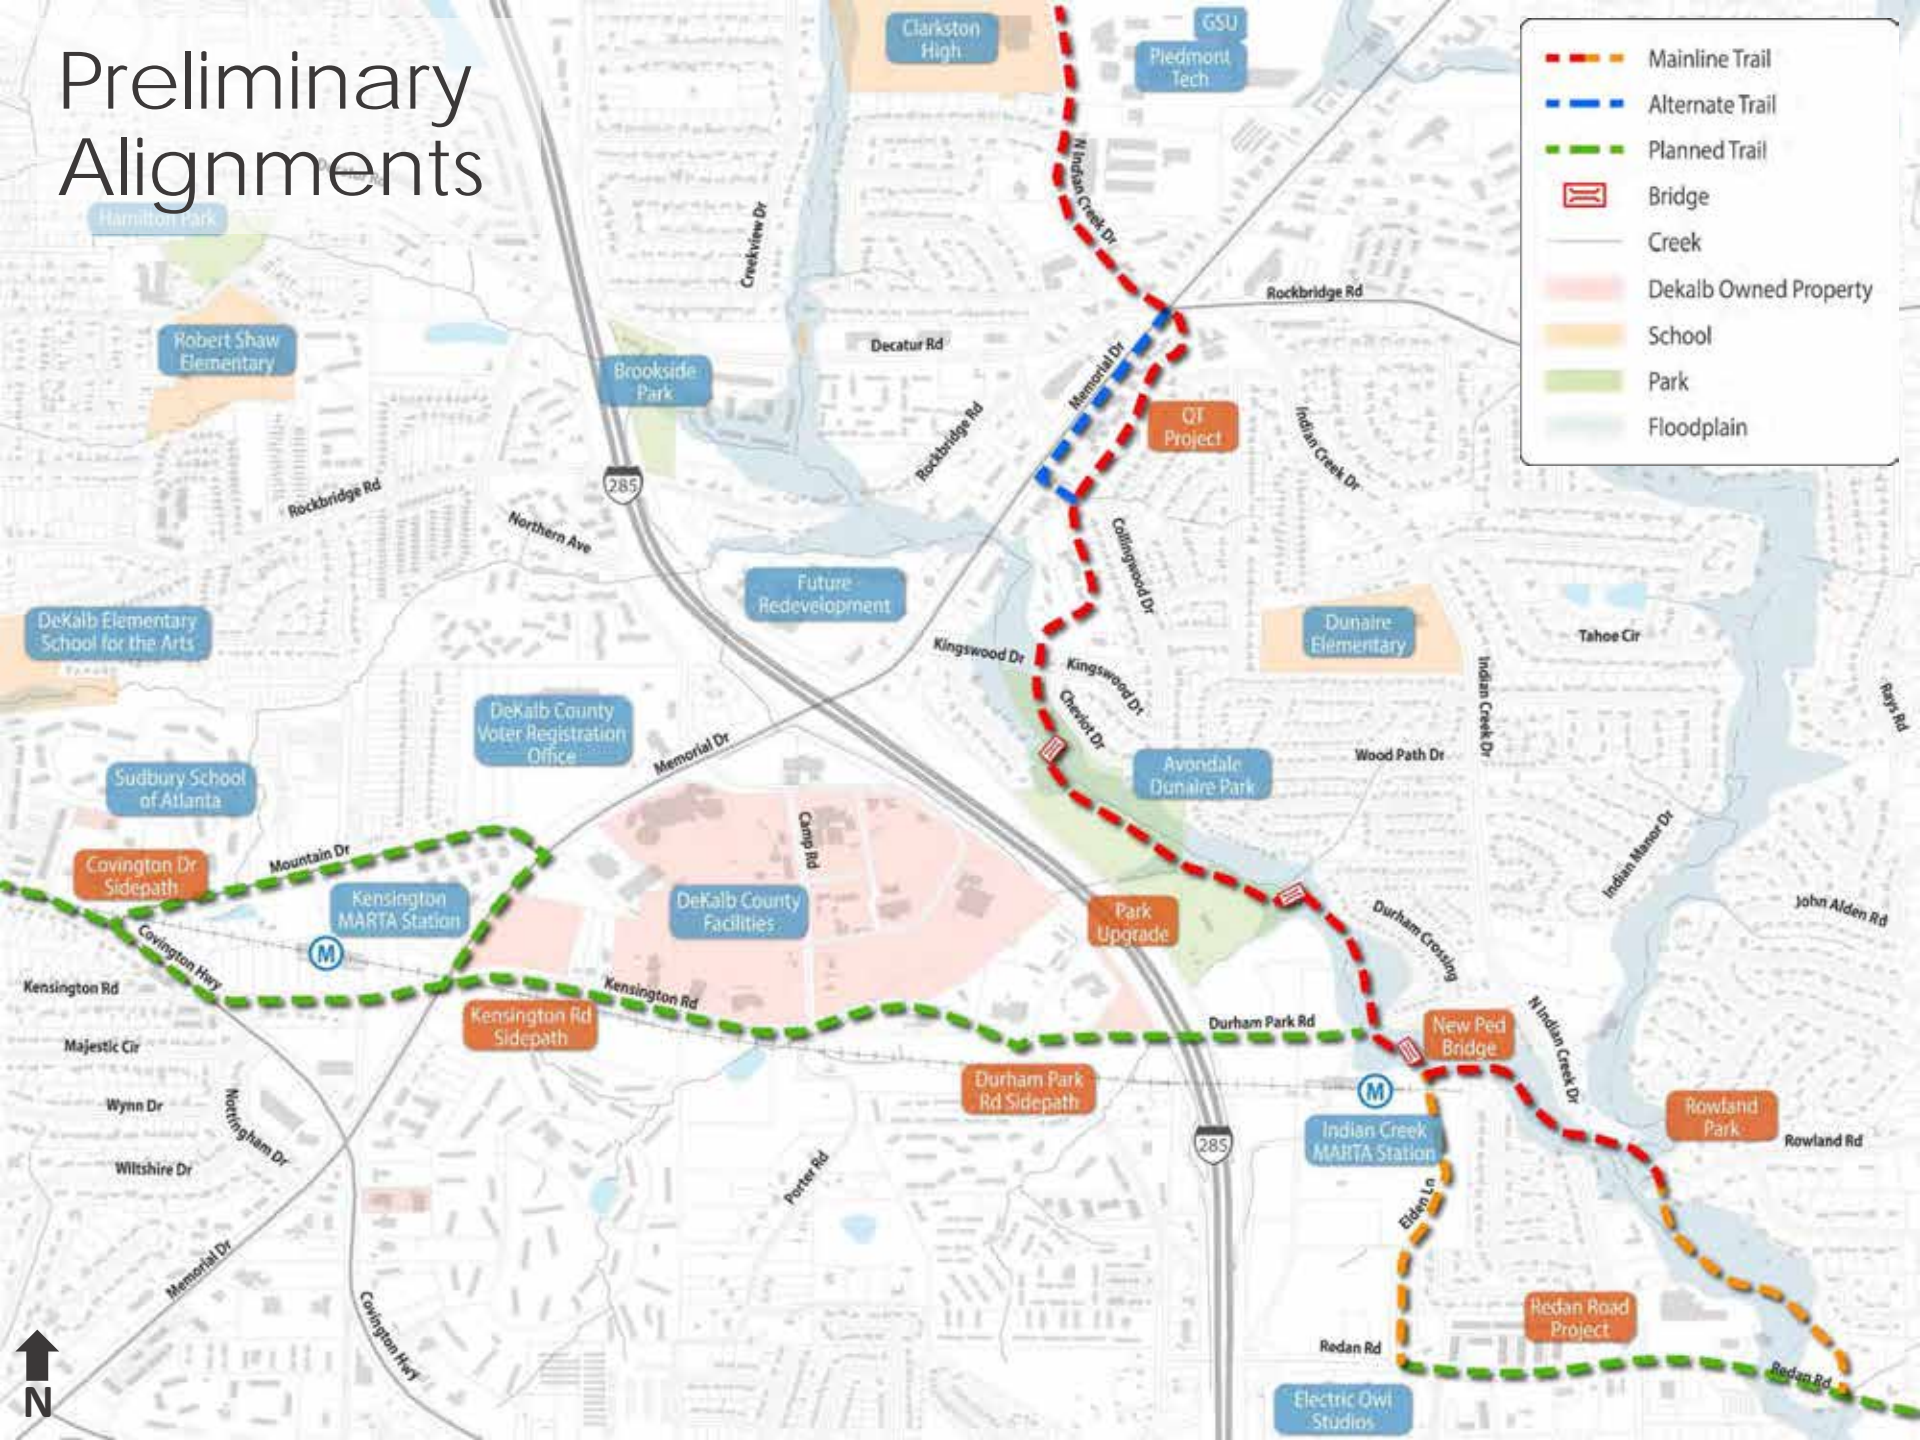 Preliminary
Alignments
Clarkston
High
GSU
Piedmont
Tech
Mainline Trail
Alternate Trail
Planned Trail
Bridge
Creek
Dekalb Owned Property
School
Park
Floodplain
Hamilton Park
N Indian Creek Dr
Creekview Dr
Rockbridge Rd
Robert Shaw
Elementary
Decatur Rd
Memorial Dr
Brookside
Park
QT
Project
Indian Creek Dr
Rockbridge Rd
Rockbridge Rd
285
Northern Ave
Collingwood Dr
Future
Redevelopment
DeKalb Elementary
School for the Arts
Dunaire
Elementary
Tahoe Cir
Kingswood Dr
Kingswood Dt
Cheviot Dr
Indian Creek Dr
Rays Rd
DeKalb County
Voter Registration
Office
Memorial Dr
Wood Path Dr
Avondale
Dunaire Park
Sudbury School
of Atlanta
Camp Rd
Indian Manor Dr
Mountain Dr
Covington Dr
Sidepath
Kensington
MARTA Station
DeKalb County
Facilities
Park
Upgrade
Durham Crossing
John Alden Rd
M
Covington Hwy
Kensington Rd
Kensington Rd
Kensington Rd
Sidepath
Durham Park Rd
New Ped
Bridge
N Indian Creek Dr
Majestic Cir
Durham Park
Rd Sidepath
M
Wynn Dr
Nottingham Dr
Rowland
Park
Rowland Rd
Indian Creek
MARTA Station
285
Wiltshire Dr
Porter Rd
Elden Ln
Memorial Dr
Covington Hwy
Redan Road
Project
Redan Rd
Redan Rd
Electric Owl
Studios
N